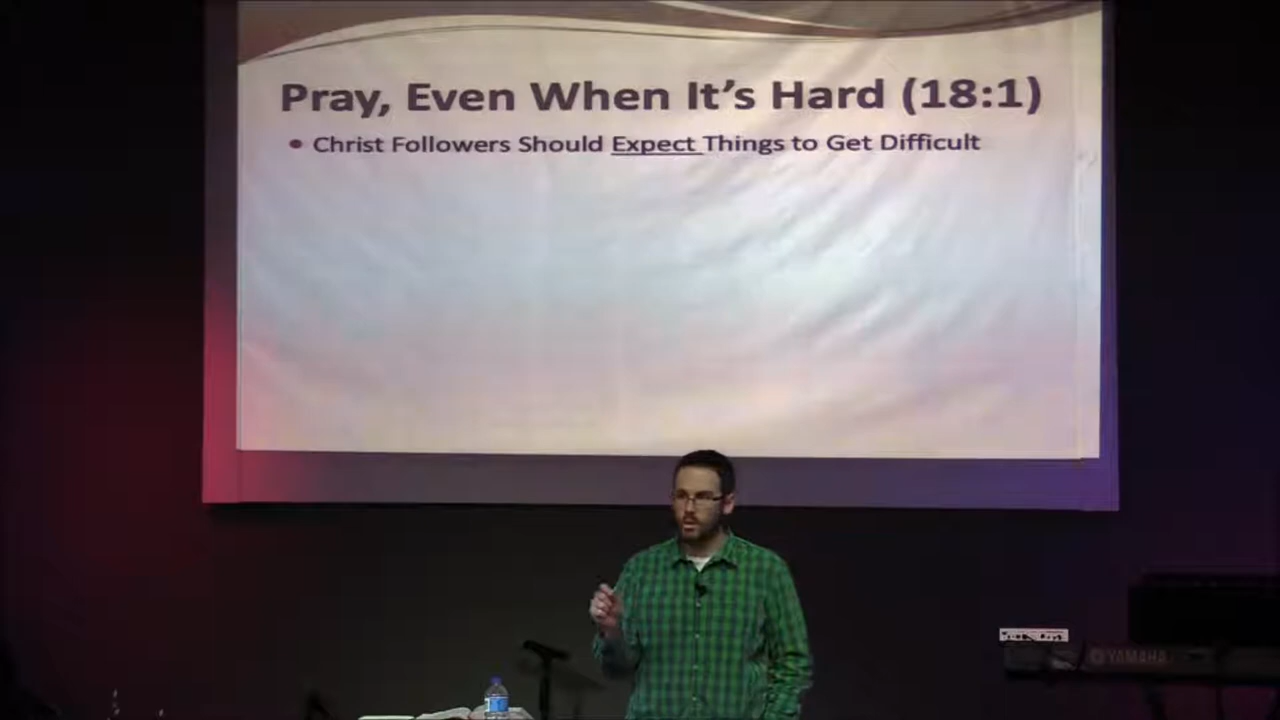 Pray, Even When It's Hard (18:1)
• Christ Followers Should Expect Things to Get Difficult
YAMAHA